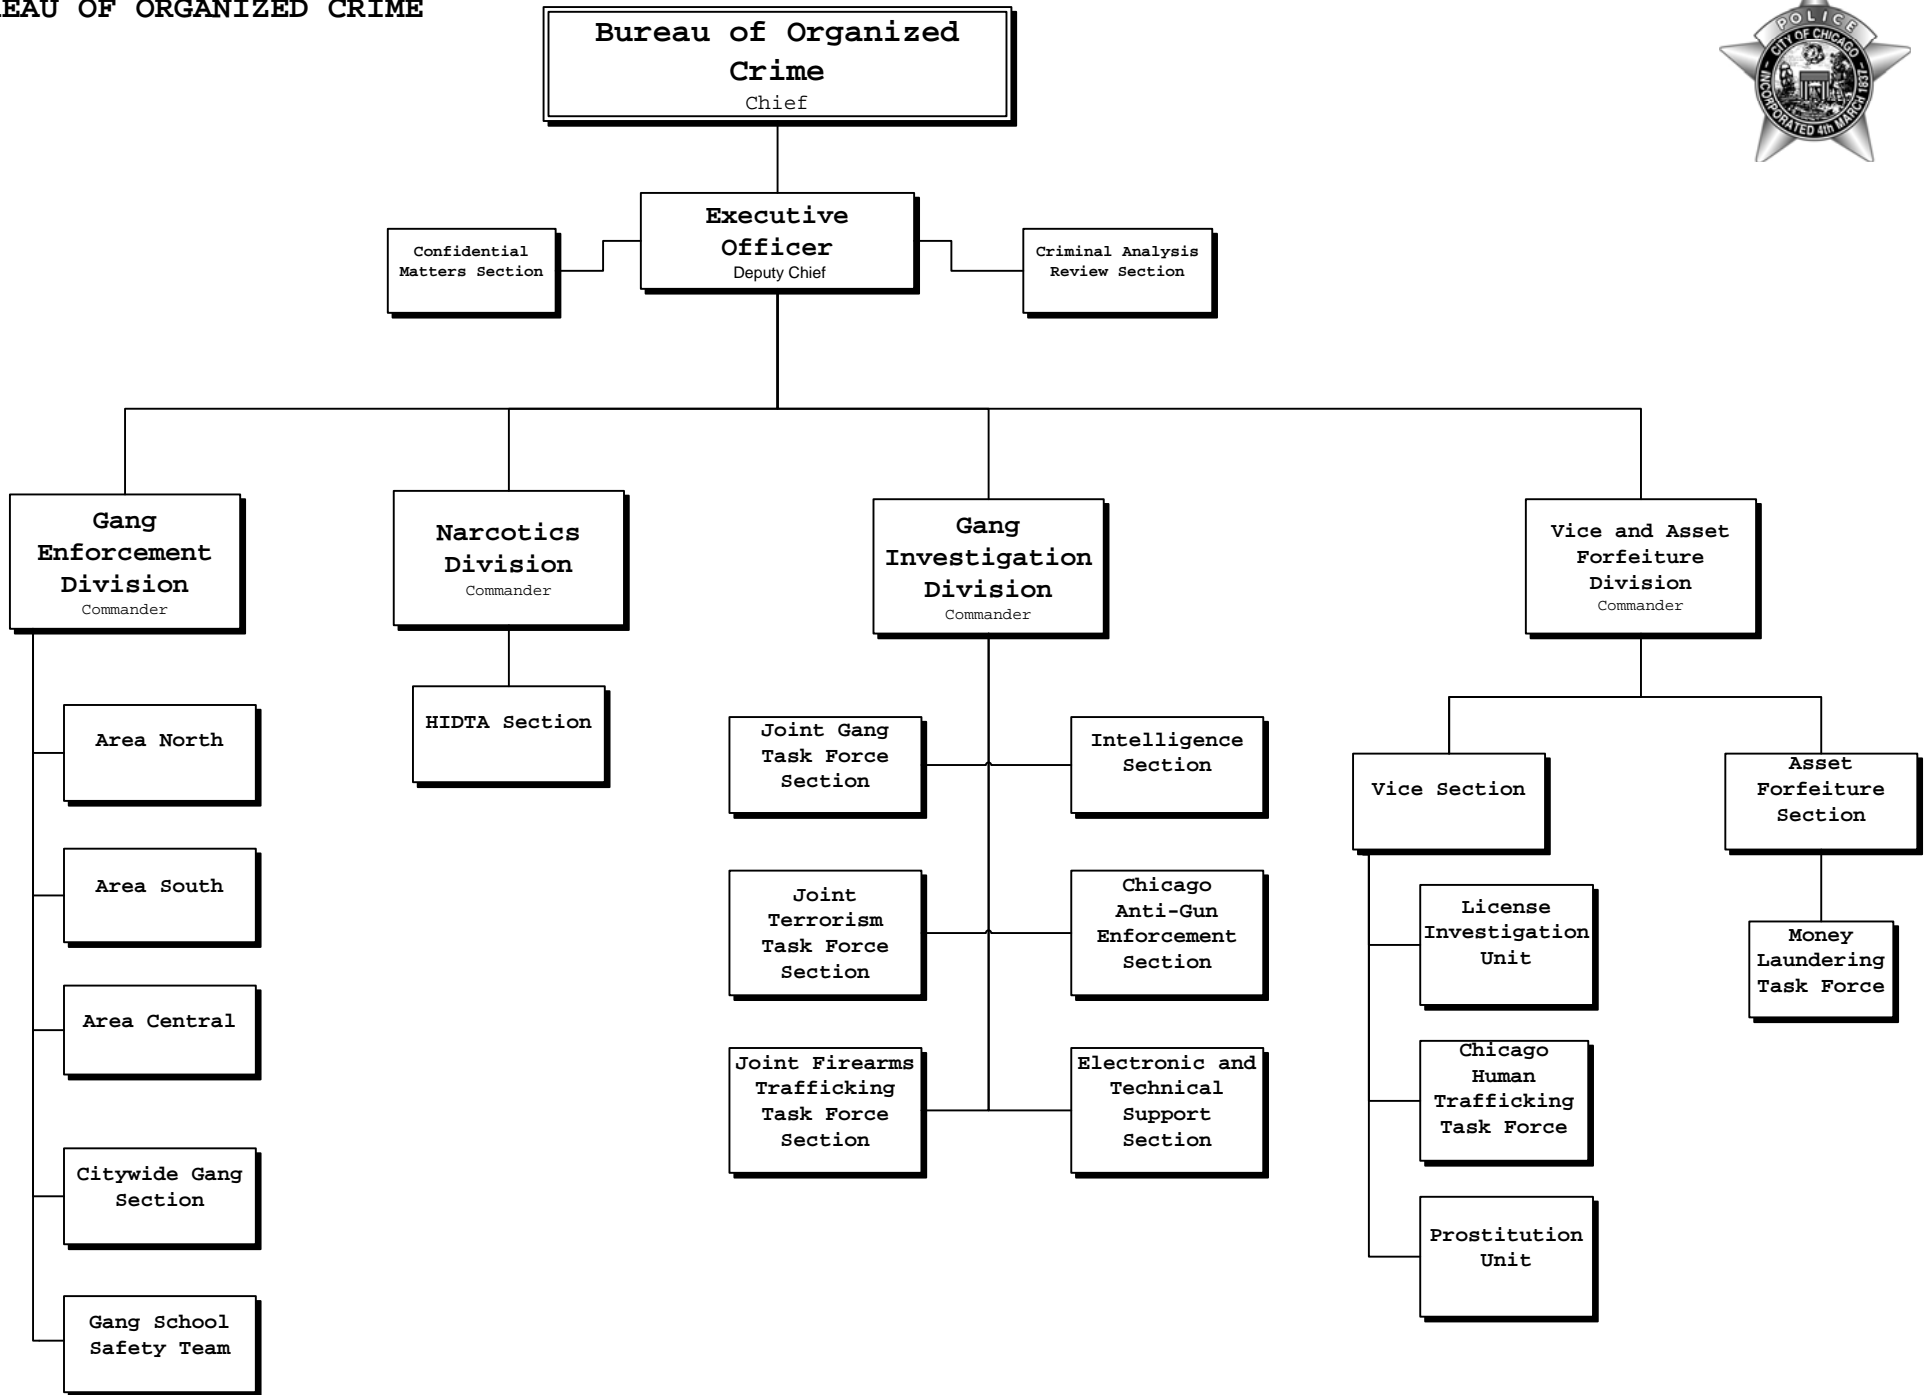 EAU OF ORGANIZED CRIME
Bureau of Organized
Crime
Chief
POLICE
CITY OF CHICAGO
INCORPORATED 4th MARCH 1837
Executive
Officer
Deputy Chief
Confidential
Matters Section
Criminal Analysis
Review Section
Gang
Enforcement
Division
Commander
Narcotics
Division
Commander
Gang
Investigation
Division
Commander
Vice and Asset
Forfeiture
Division
Commander
Area North
Area South
Area Central
Citywide Gang
Section
Gang School
Safety Team
HIDTA Section
Joint Gang
Task Force
Section
Intelligence
Section
Joint
Terrorism
Task Force
Section
Chicago
Anti-Gun
Enforcement
Section
Joint Firearms
Trafficking
Task Force
Section
Electronic and
Technical
Support
Section
Vice Section
License
Investigation
Unit
Chicago
Human
Trafficking
Task Force
Prostitution
Unit
Asset
Forfeiture
Section
Money
Laundering
Task Force